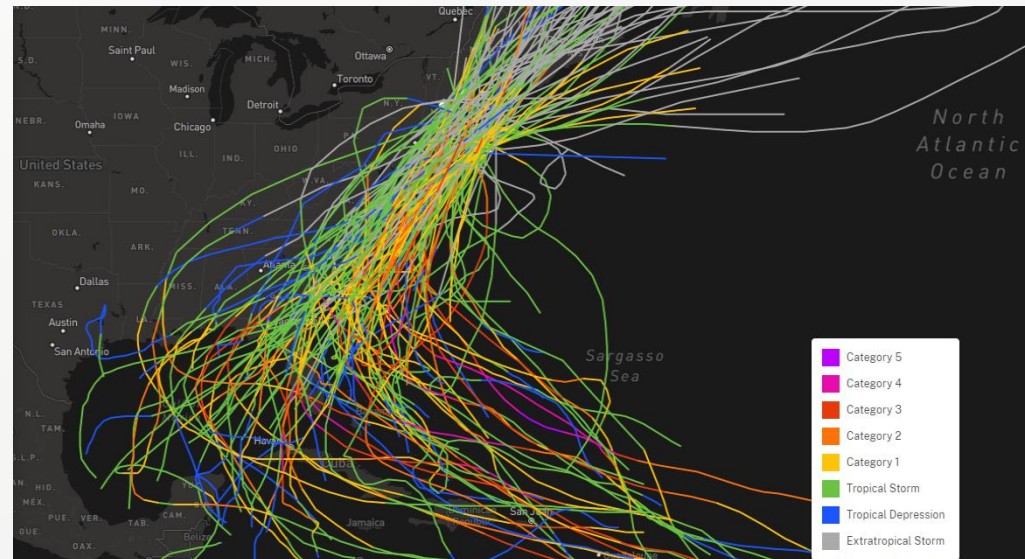 Quebec
MINN.
Saint Paul
Ottawa
S.D.
WIS.
MICH.
Toronto
VT.
Madison
N.Y.
Detroit
NEBR.
IOWA
Omaha
Chicago
North
Atlantic
Ocean
OHIO
ILL.
IND.
United States
KANS.
MO.
W.VA.
KY.
TENN.
OKLA.
ARK.
Dallas
MISS.
ALA.
TEXAS
LA.
Austin
San Antonio
Sargasso
Sea
Category 5
Category 4
Category 3
Category 2
Category 1
Tropical Storm
Tropical Depression
Extratropical Storm
N.L.
TAM.
Havana
Cuba
S.L.P.
HID.
MÉX.
PUE.
VER.
TAB.
CAM.
GUE.
OAX.
Belize
Jamaica
Dominican
San Juan